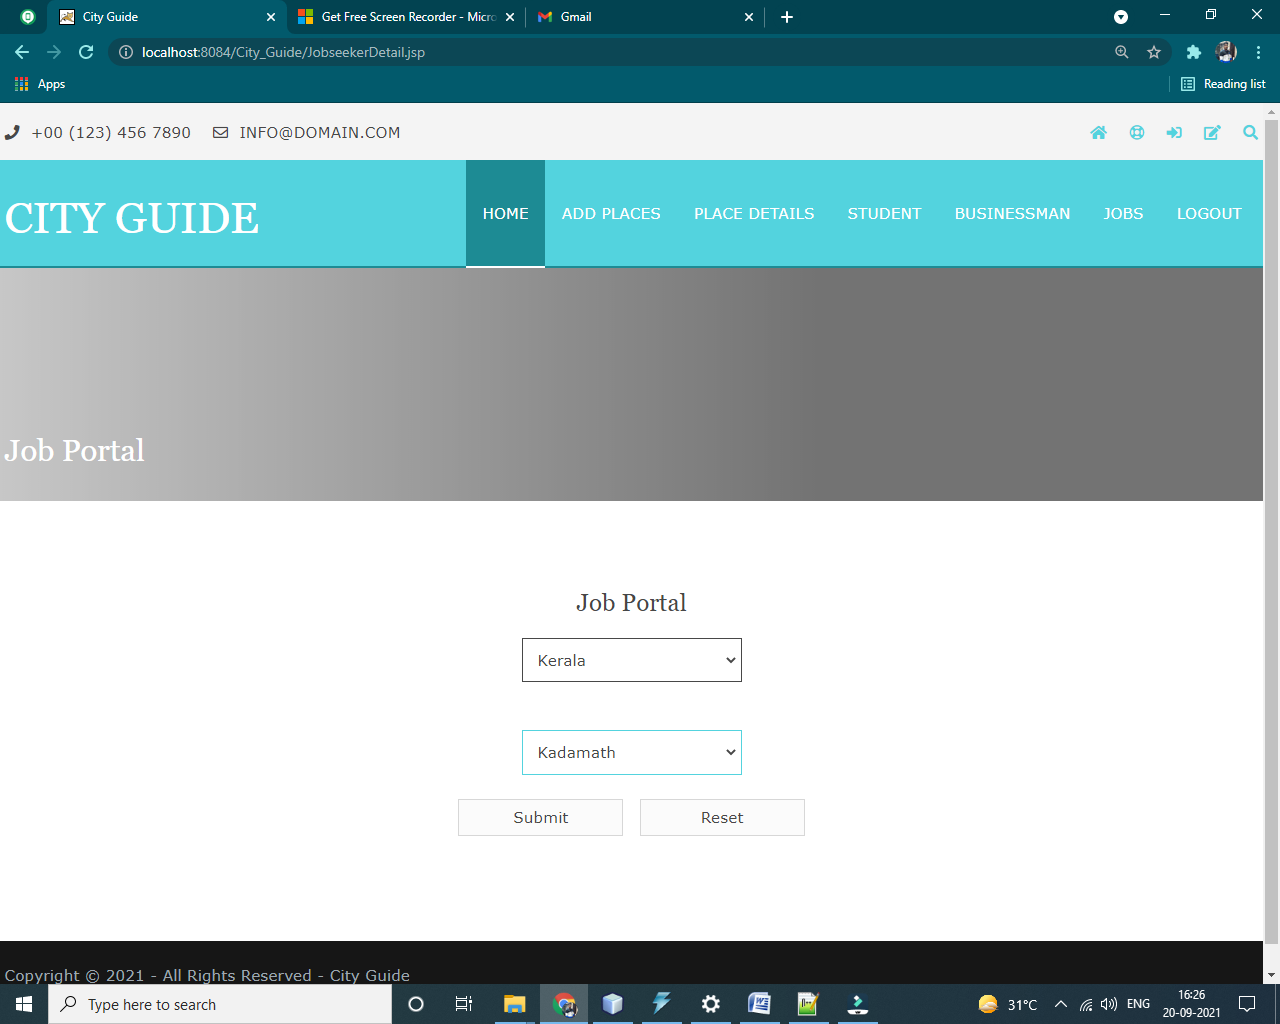 City Guide
Get Free Screen Recorder - Micro
Gmail
localhost:8084/City_Guide/JobseekerDetail.jsp
Apps
Reading list
+00 (123) 456 7890 INFO@DOMAIN.COM
CITY GUIDE
HOME ADD PLACES PLACE DETAILS STUDENT BUSINESSMAN JOBS LOGOUT
Job Portal
Job Portal
Kerala
Kadamath
Submit Reset
Copyright © 2021 - All Rights Reserved - City Guide
Type here to search
31°C
ENG
16:26
20-09-2021